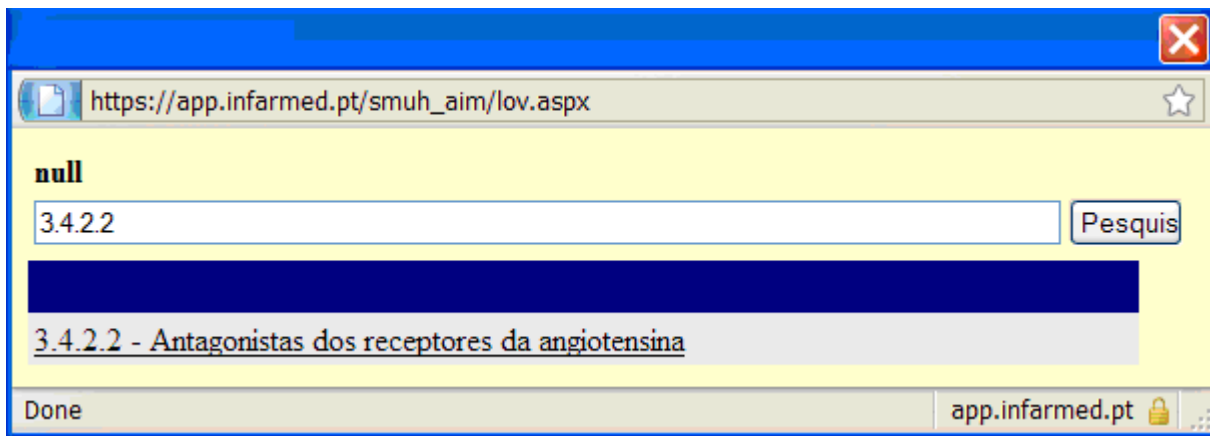 https://app.infarmed.pt/smuh_aim/lov.aspx
null
3.4.2.2 Pesquis
3.4.2.2 - Antagonistas dos receptores da angiotensina
Done app.infarmed.pt